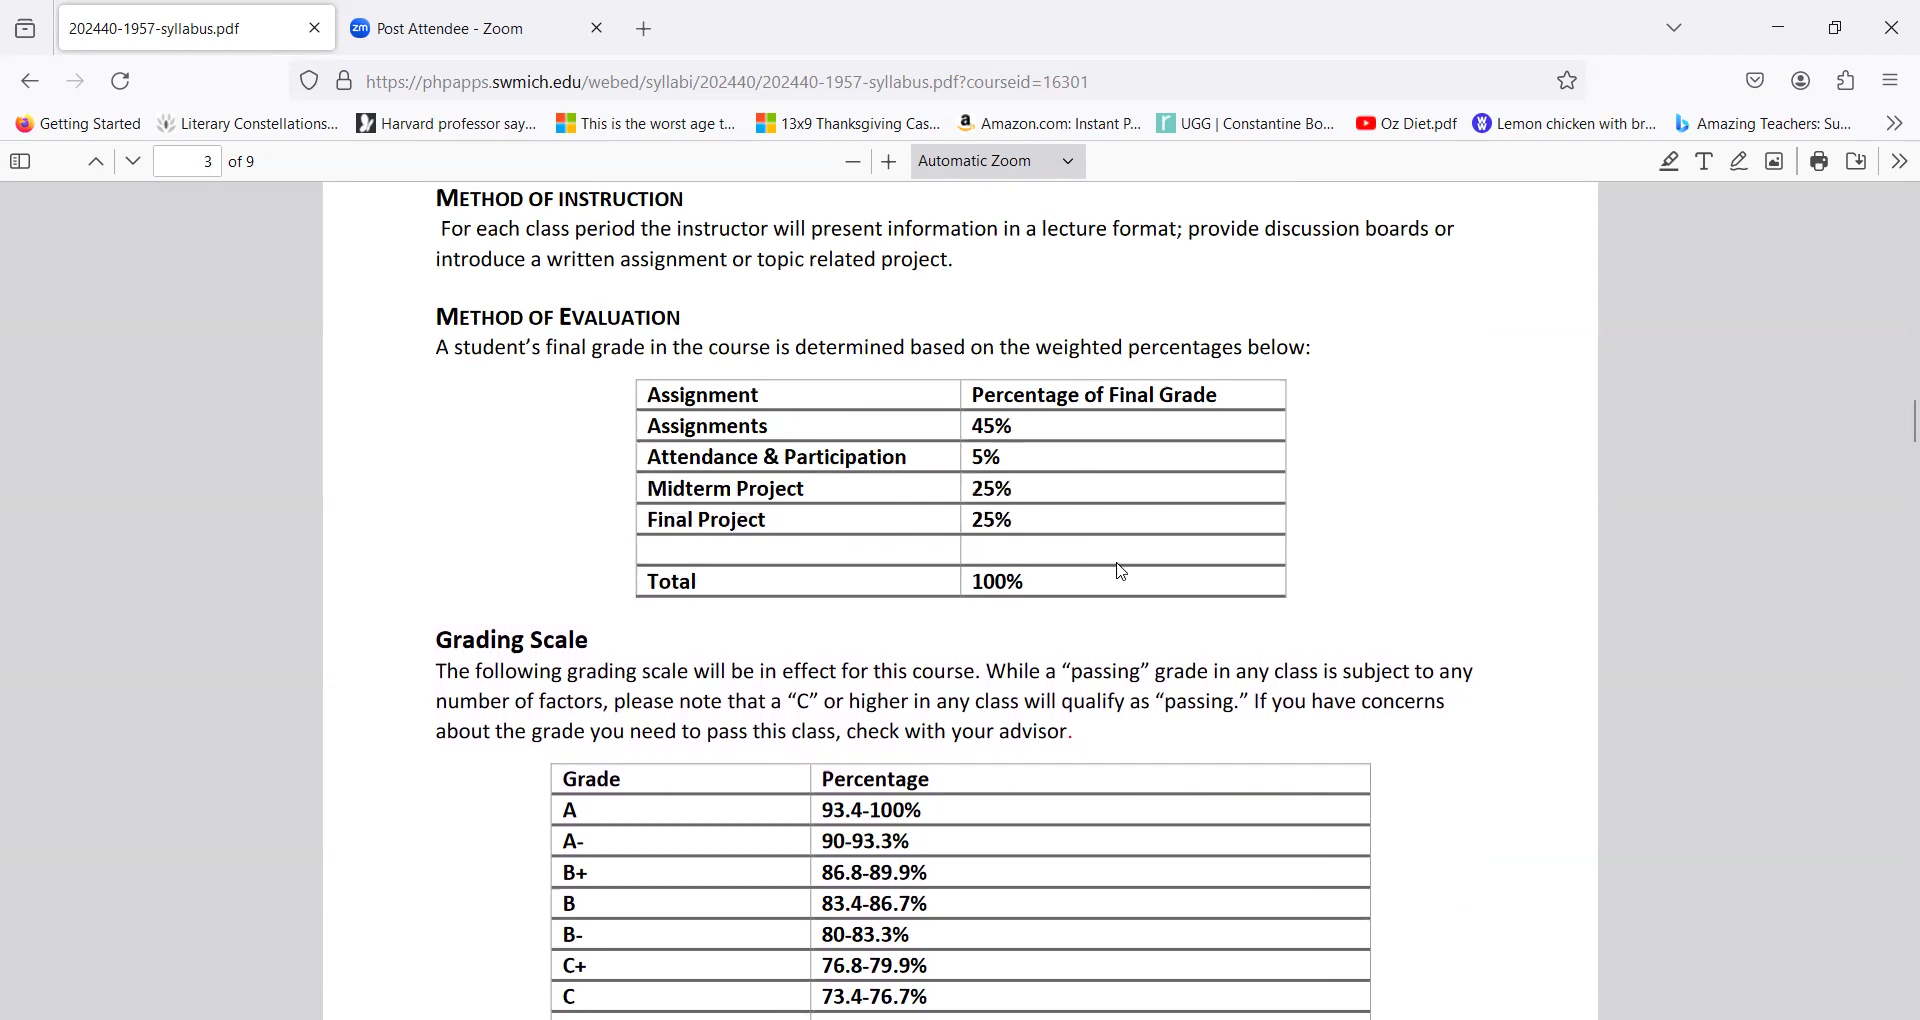 202440-1957-syllabus.pdf
zm Post Attendee - Zoom
https://phpapps.swmich.edu/webed/syllabi/202440/202440-1957-syllabus.pdf?courseid=16301
Getting Started Literary Constellations... Harvard professor say... This is the worst age t... 13x9 Thanksgiving Cas... Amazon.com: Instant P... UGG | Constantine Bo... Oz Diet.pdf Lemon chicken with br... Amazing Teachers: Su...
3 of 9 Automatic Zoom
METHOD OF INSTRUCTION
For each class period the instructor will present information in a lecture format; provide discussion boards or
introduce a written assignment or topic related project.
METHOD OF EVALUATION
A student's final grade in the course is determined based on the weighted percentages below:
Assignment Percentage of Final Grade
Assignments 45%
Attendance & Participation 5%
Midterm Project 25%
Final Project 25%
Total 100%
Grading Scale
The following grading scale will be in effect for this course. While a “passing” grade in any class is subject to any
number of factors, please note that a “C” or higher in any class will qualify as “passing.” If you have concerns
about the grade you need to pass this class, check with your advisor.
Grade Percentage
A 93.4-100%
A- 90-93.3%
B+ 86.8-89.9%
B 83.4-86.7%
B- 80-83.3%
C+ 76.8-79.9%
C 73.4-76.7%